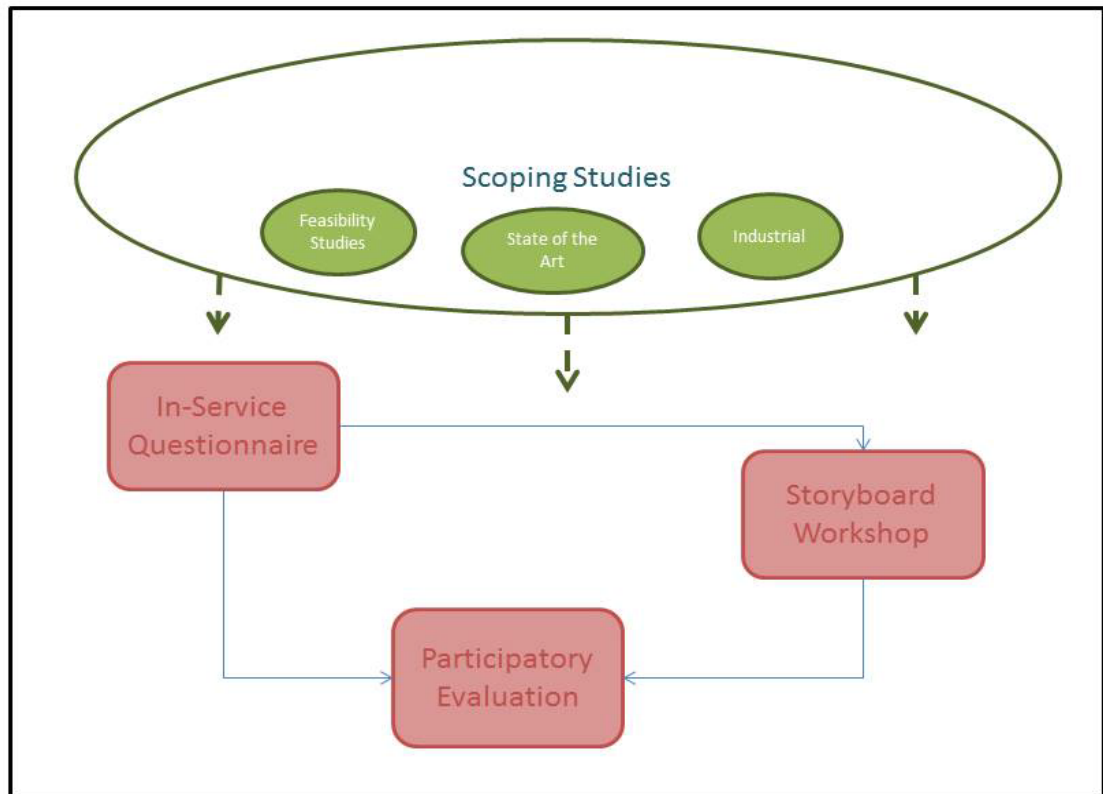 Scoping Studies
Feasibility
Studies
State of the
Art
Industrial
In-Service
Questionnaire
Storyboard
Workshop
Participatory
Evaluation